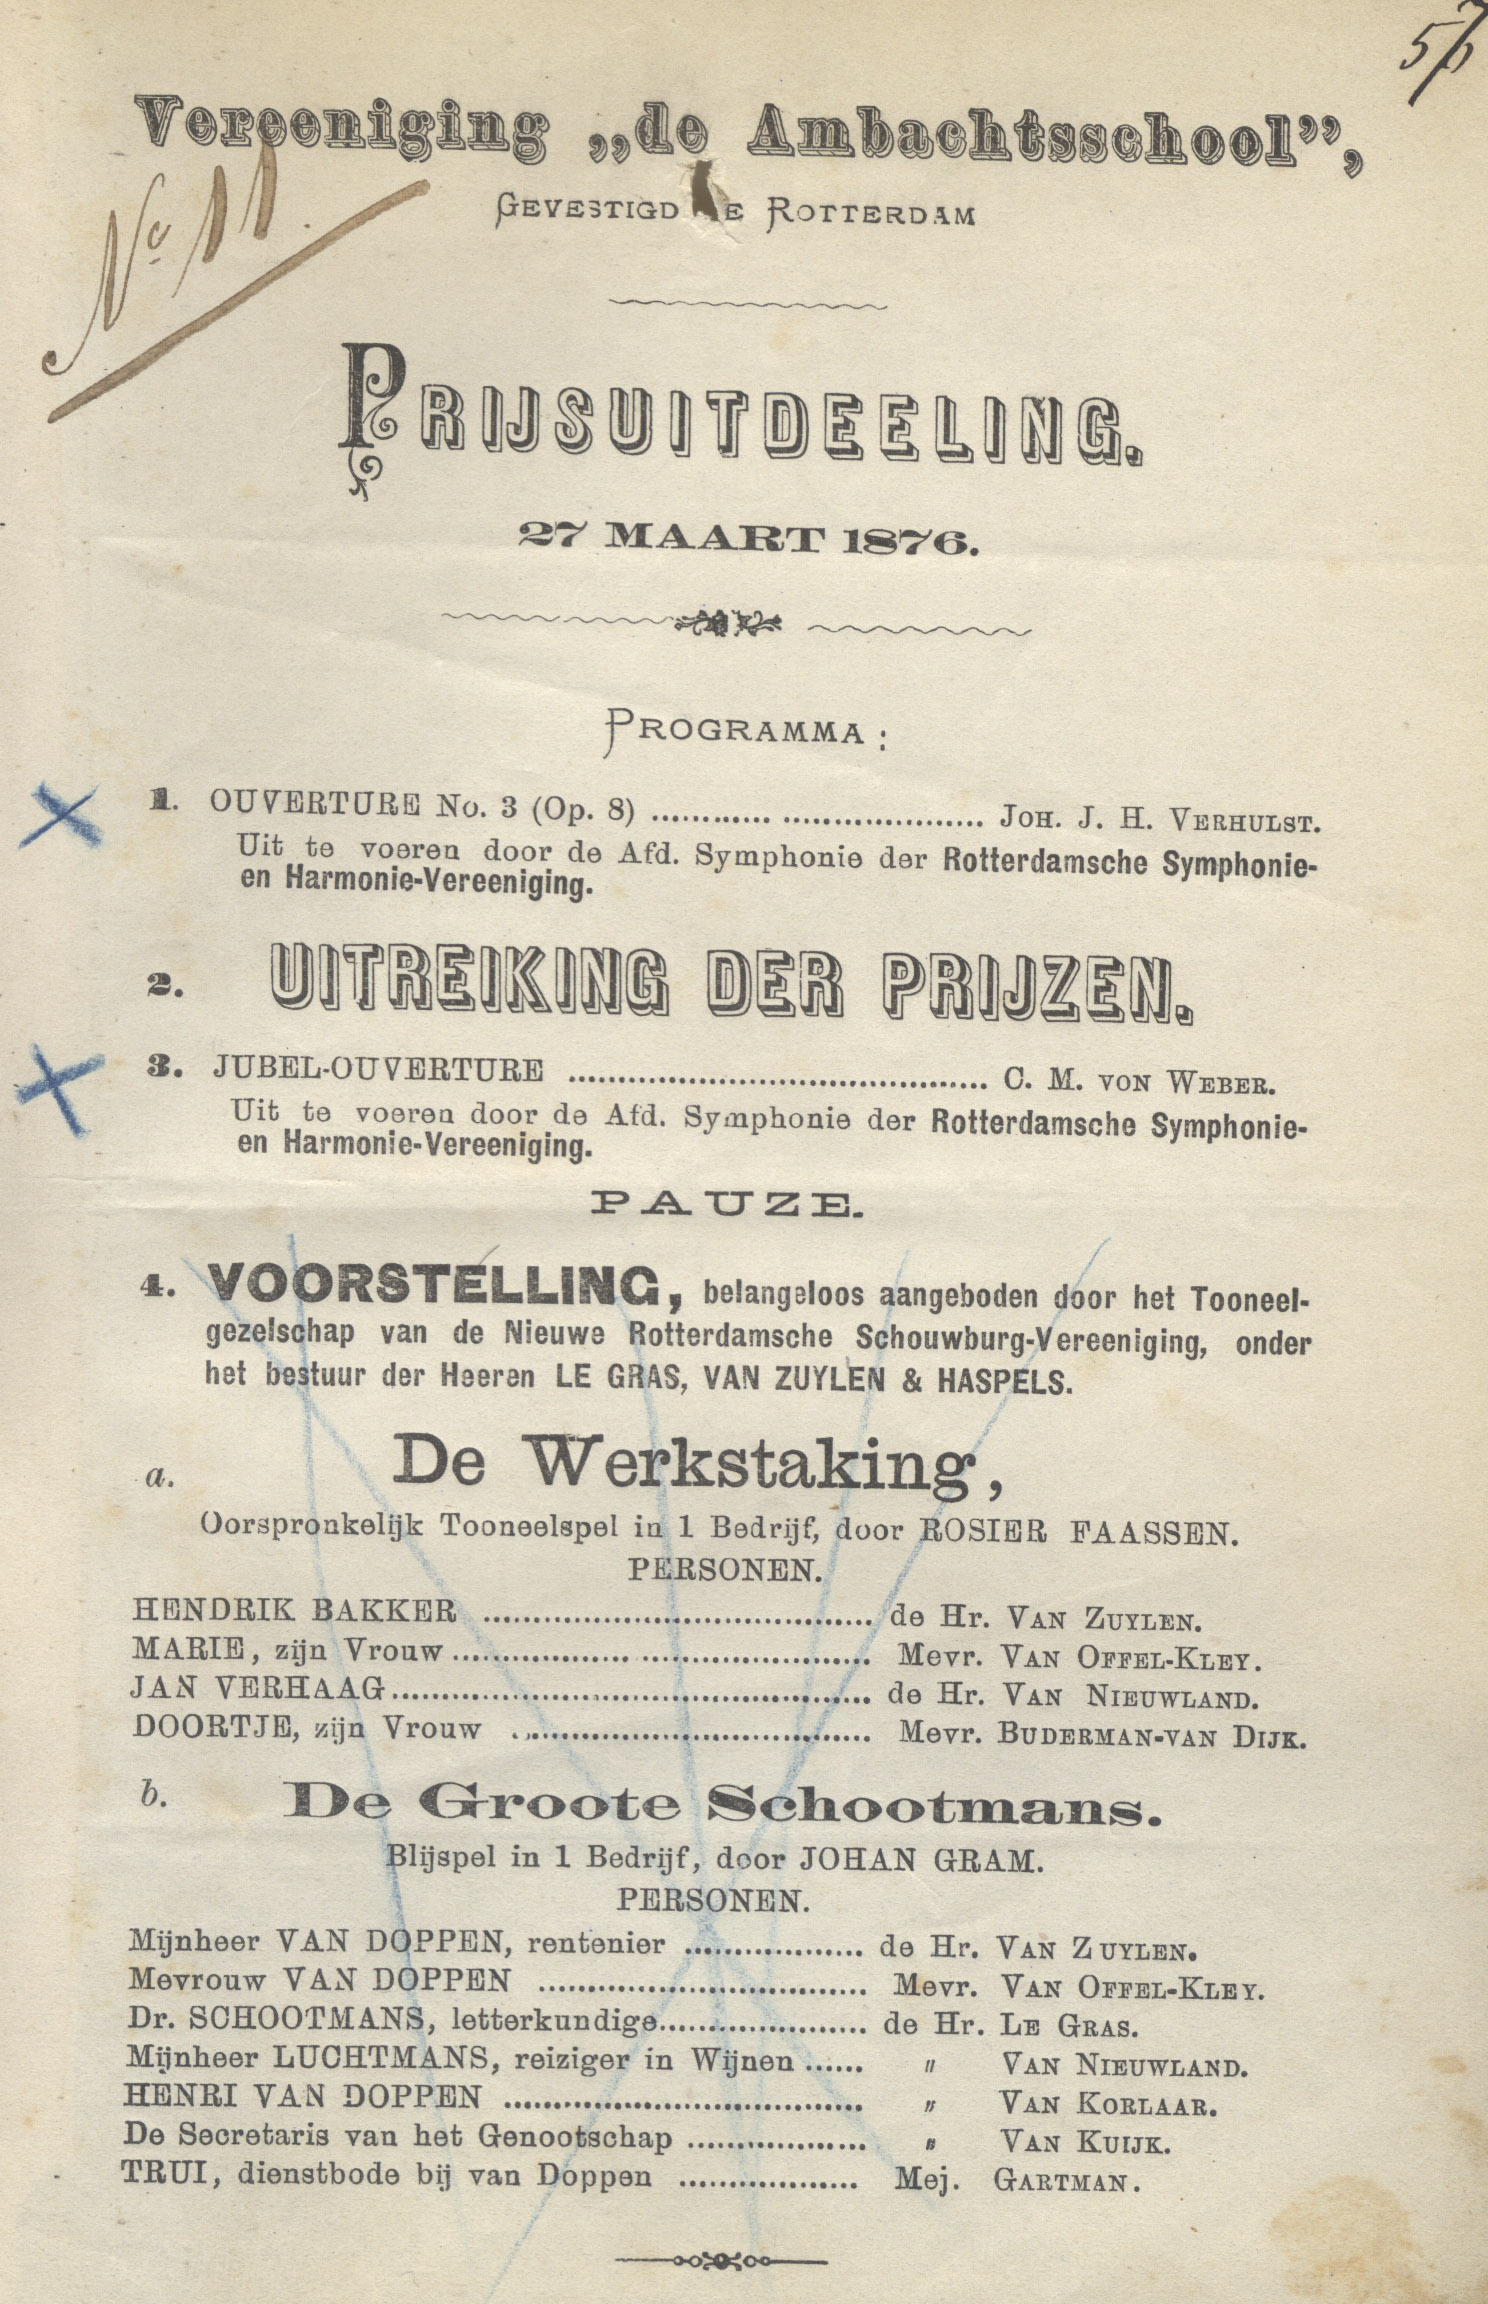 Vereeniging „de Ambachtsschool”,
GEVESTIGD TE ROTTERDAM
No 11.
PRIJSUITDEELING.
27 MAART 1876.
PROGRAMMA:
1. OUVERTURE No. 3 (Op. 8) ................................ JOH. J. H. VERHULST.
Uit te voeren door de Afd. Symphonie der Rotterdamsche Symphonie-
en Harmonie-Vereeniging.
2. UITREIKING DER PRIJZEN.
3. JUBEL-OUVERTURE .......................................... C. M. VON WEBER.
Uit te voeren door de Afd. Symphonie der Rotterdamsche Symphonie-
en Harmonie-Vereeniging.
PAUZE.
4. VOORSTELLING, belangeloos aangeboden door het Tooneel-
gezelschap van de Nieuwe Rotterdamsche Schouwburg-Vereeniging, onder
het bestuur der Heeren LE GRAS, VAN ZUYLEN & HASPELS.
a. De Werkstaking,
Oorspronkelijk Tooneelspel in 1 Bedrijf, door ROSIER FAASSEN.
PERSONEN.
HENDRIK BAKKER ....................................... de Hr. VAN ZUYLEN.
MARIE, zijn Vrouw ......................................... Mevr. VAN OFFEL-KLEY.
JAN VERHAAG................................................ de Hr. VAN NIEUWLAND.
DOORTJE, zijn Vrouw ................................... Mevr. BUDERMAN-VAN DIJK.
b. De Groote Schootmans.
Blijspel in 1 Bedrijf, door JOHAN GRAM.
PERSONEN.
Mijnheer VAN DOPPEN, rentenier .................. de Hr. VAN ZUYLEN.
Mevrouw VAN DOPPEN ................................. Mevr. VAN OFFEL-KLEY.
Dr. SCHOOTMANS, letterkundige..................... de Hr. LE GRAS.
Mijnheer LUCHTMANS, reiziger in Wijnen ...... " VAN NIEUWLAND.
HENRI VAN DOPPEN .................................... " VAN KORLAAR.
De Secretaris van het Genootschap .................. " VAN KUIJK.
TRUI, dienstbode bij van Doppen .................. Mej. GARTMAN.